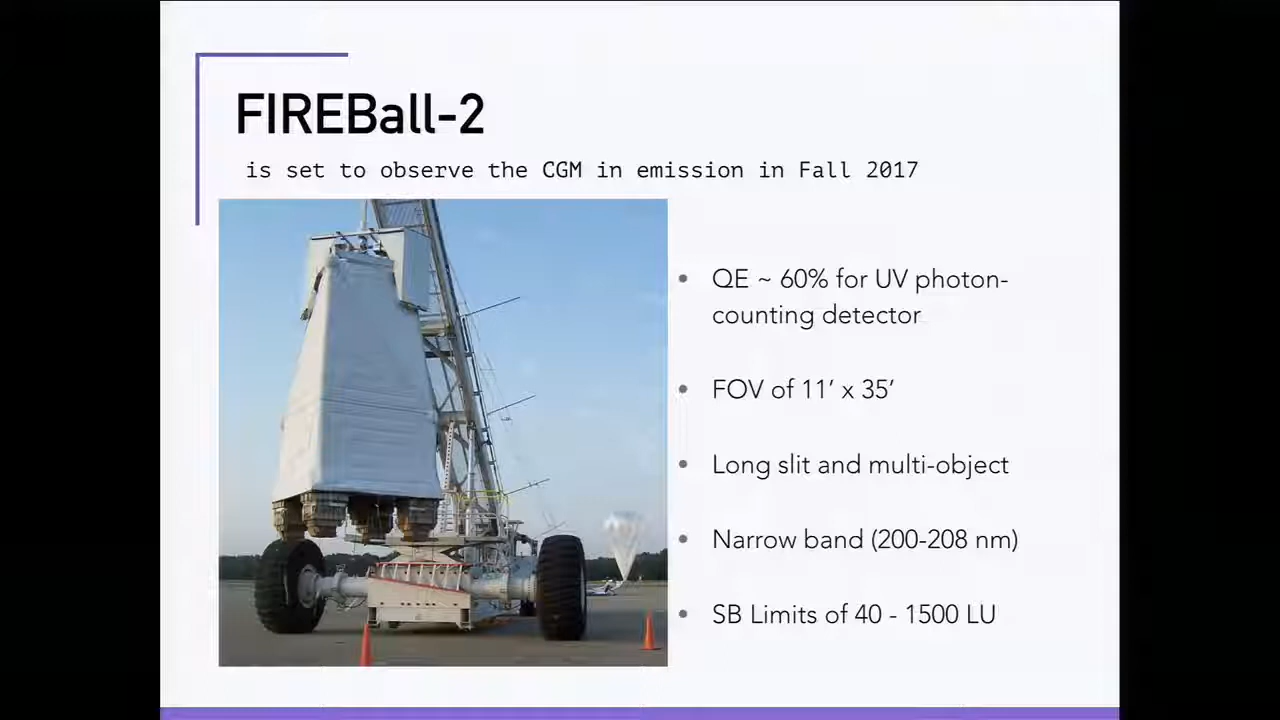 FIREBall-2
is set to observe the CGM in emission in Fall 2017
• QE ~ 60% for UV photon-
counting detector
• FOV of 11’ x 35’
• Long slit and multi-object
• Narrow band (200-208 nm)
• SB Limits of 40 - 1500 LU